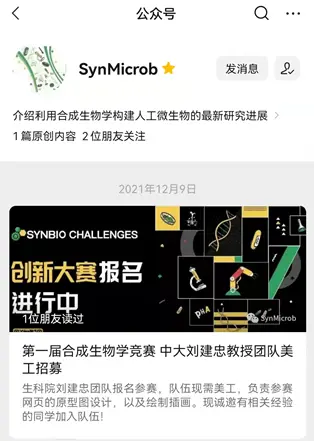 公众号
SynMicrob
发消息
介绍利用合成生物学构建人工微生物的最新研究进展
1篇原创内容 2位朋友关注
2021年12月9日
SYNBIO CHALLENGES
创新大赛报名
进行中
1位朋友读过
SynMicrob
第一届合成生物学竞赛 中大刘建忠教授团队美
工招募
生科院刘建忠团队报名参赛，队伍现需美工，负责参赛
网页的原型图设计，以及绘制插画。现诚邀有相关经验
的同学加入队伍！